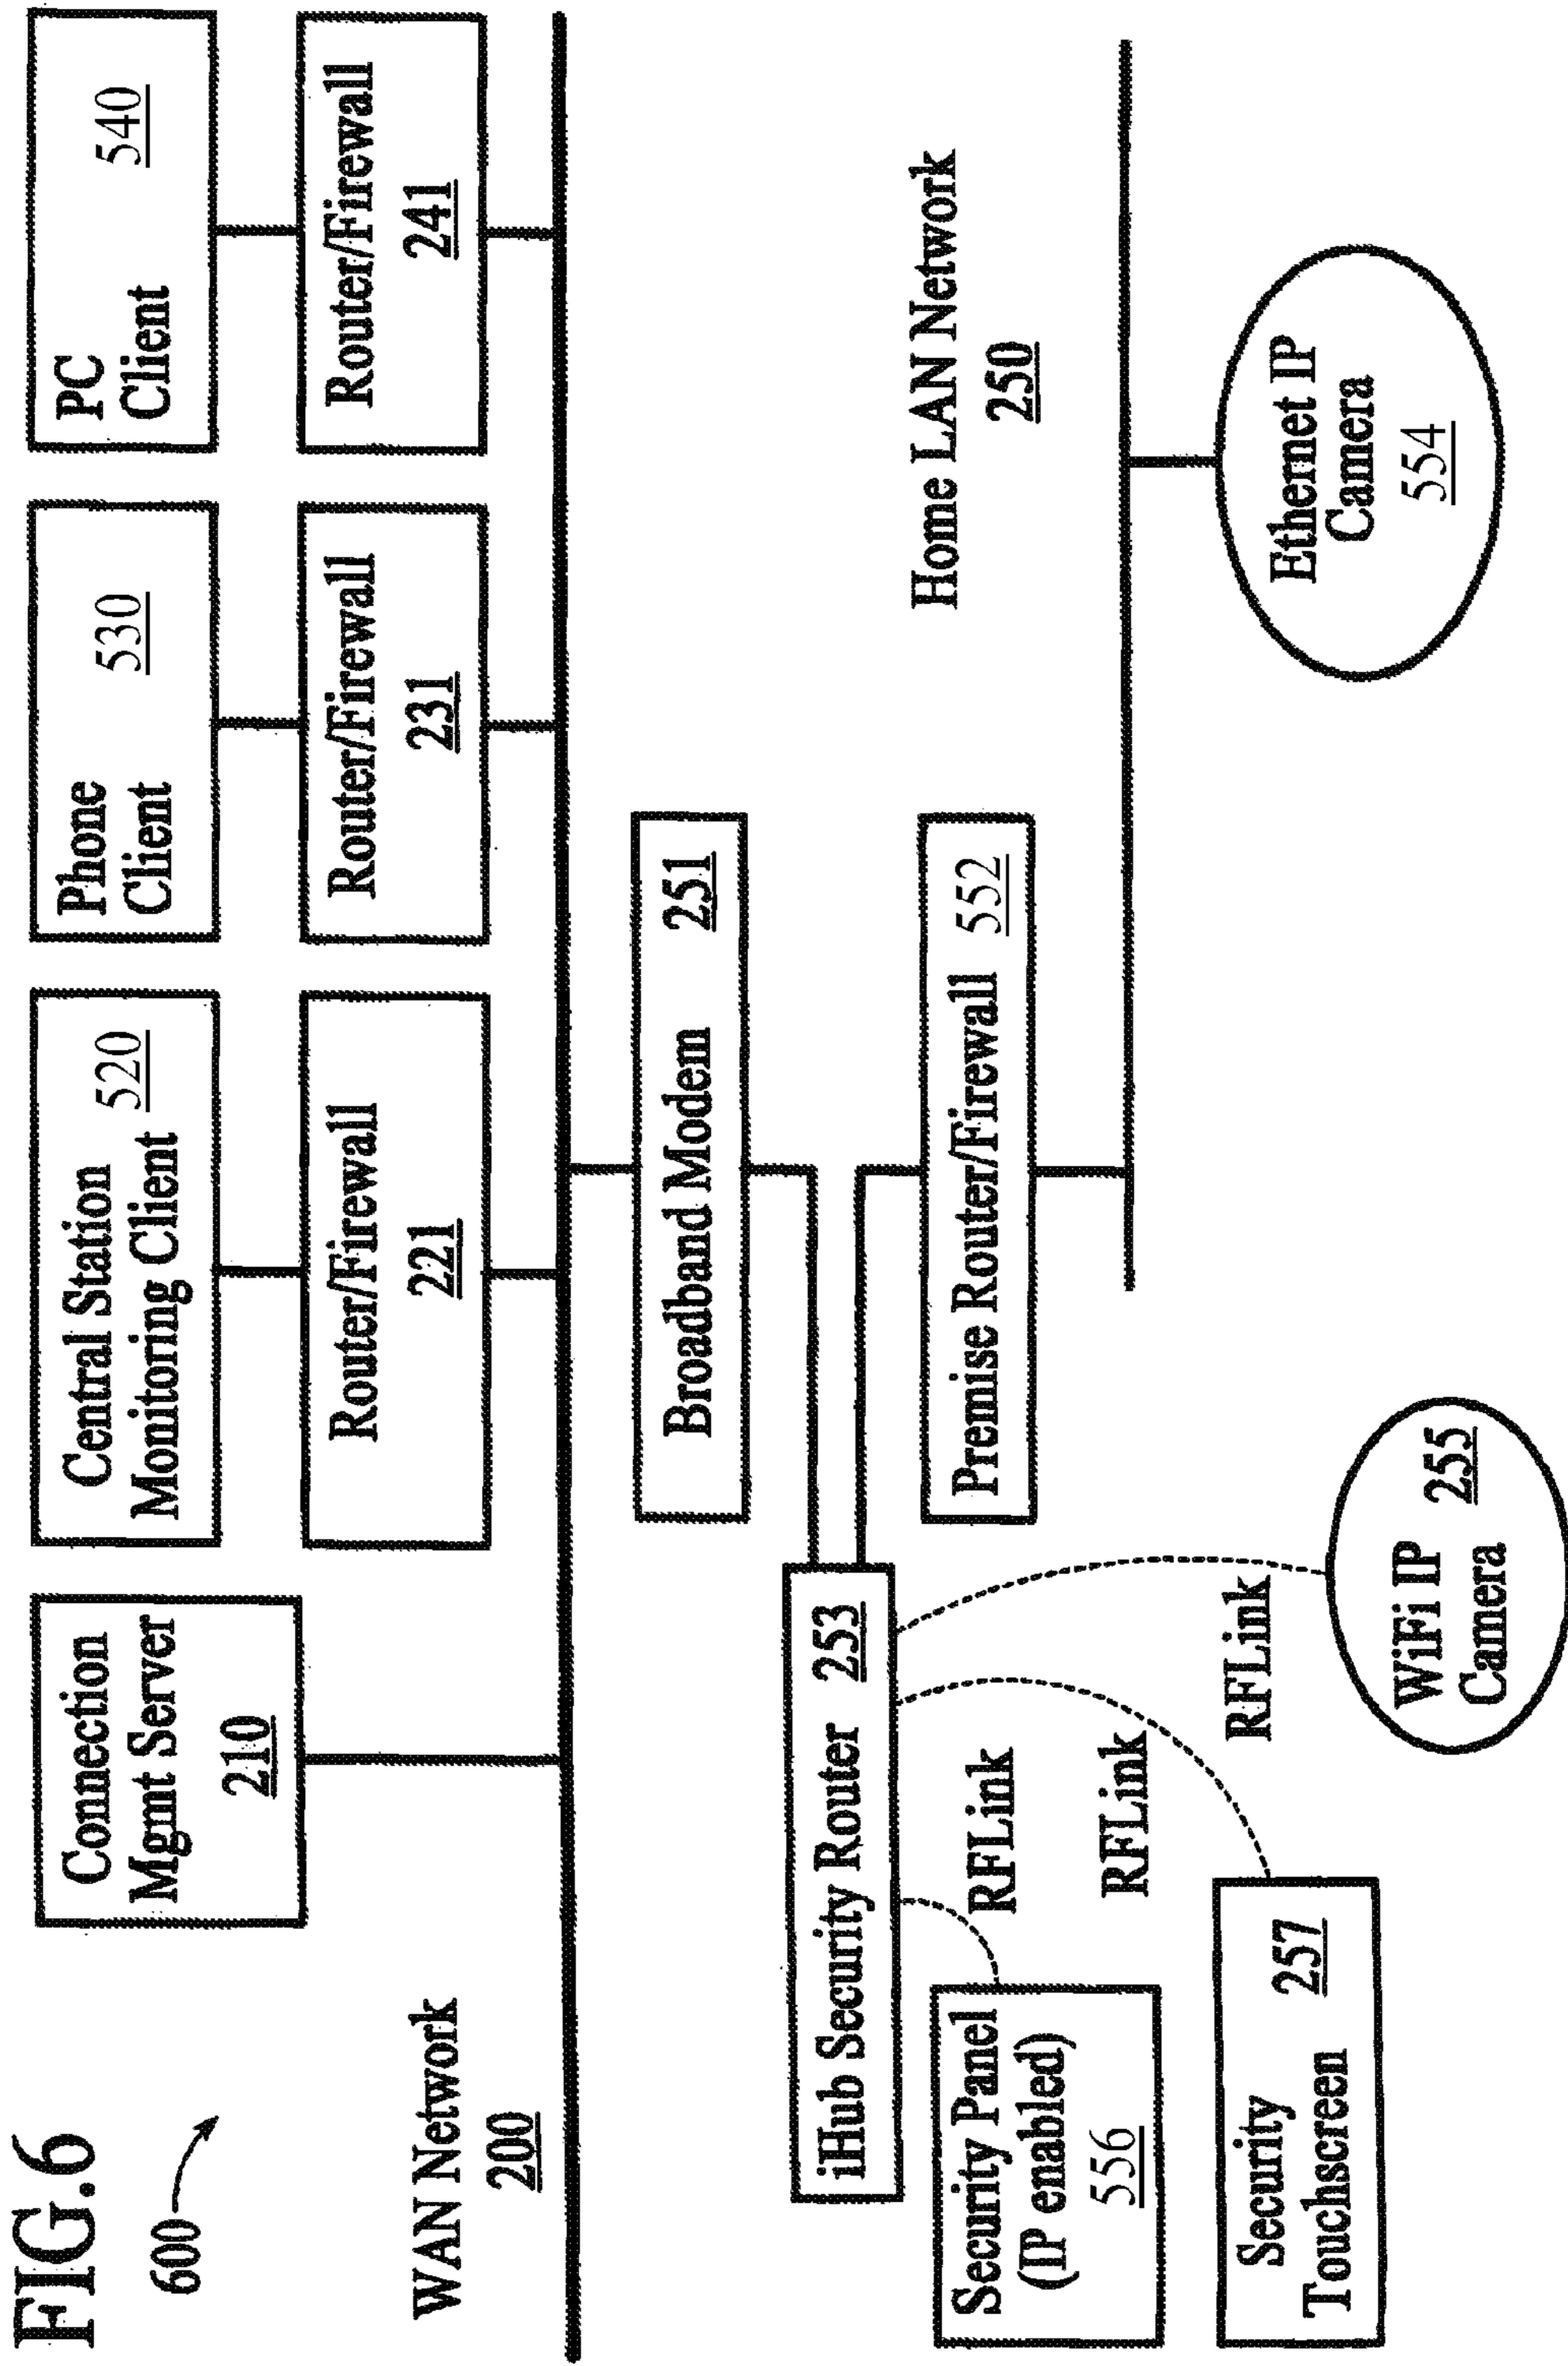 FIG.6
600
WAN Network
200
Connection
Mgmt Server
210
Central Station
Monitoring Client
520
Router/Firewall
221
Phone
Client
530
Router/Firewall
231
PC
Client
540
Router/Firewall
241
Broadband Modem 251
iHub Security Router 253
Premise Router/Firewall 552
Home LAN Network
250
RFLink
RFLink
RFLink
Security Panel
(IP enabled)
556
Security
Touchscreen
257
WiFi IP
Camera
255
Ethernet IP
Camera
554